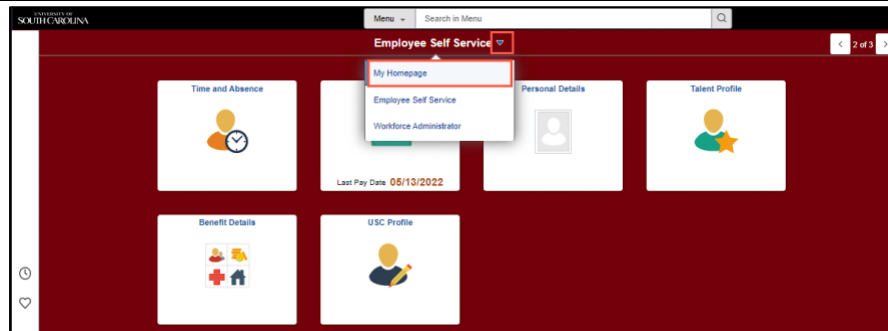 UNIVERSITY OF
SOUTH CAROLINA
Menu
Search in Menu
Employee Self Service
2 of 3
My Homepage
Employee Self Service
Workforce Administrator
Time and Absence
Last Pay Date 05/13/2022
Personal Details
Talent Profile
Benefit Details
USC Profile